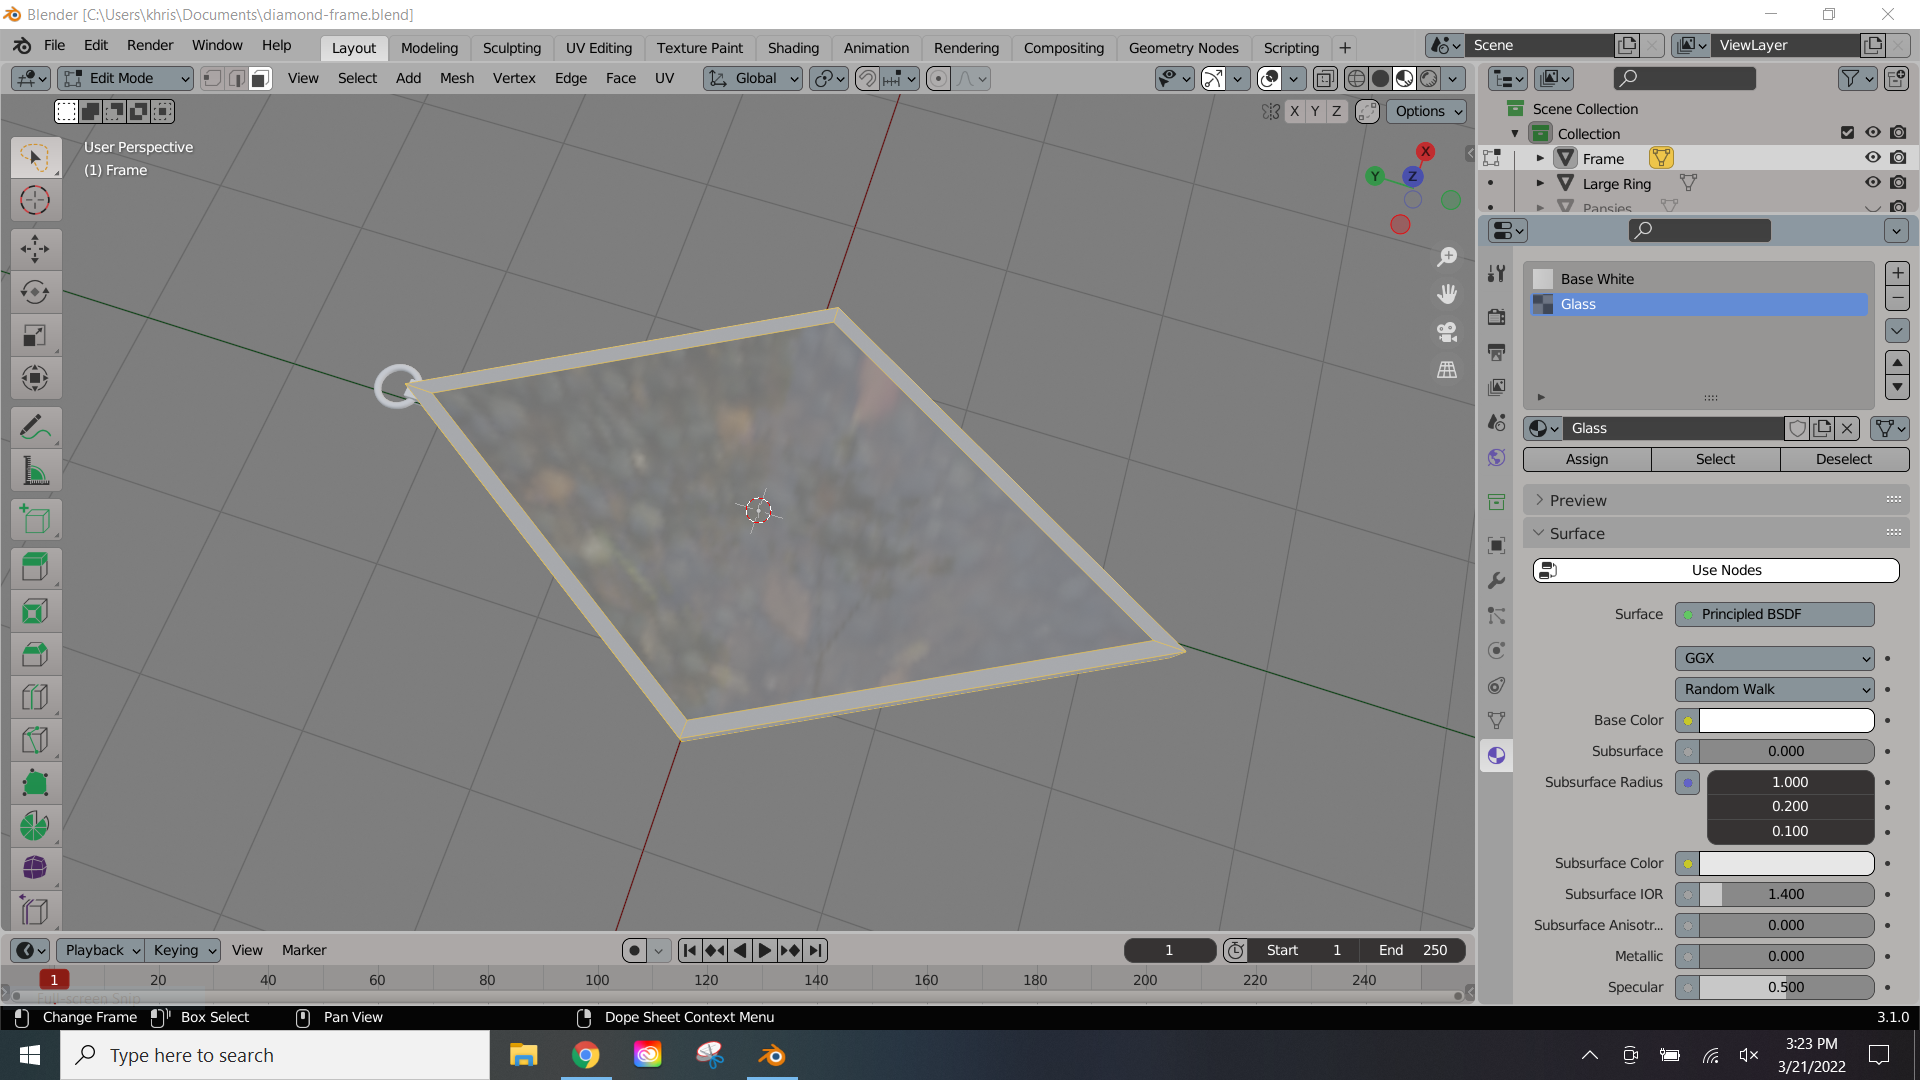 Blender [C:\Users\khris\Documents\diamond-frame.blend]
File Edit Render Window Help Layout Modeling Sculpting UV Editing Texture Paint Shading Animation Rendering Compositing Geometry Nodes Scripting + Scene ViewLayer
Edit Mode View Select Add Mesh Vertex Edge Face UV Global
X Y Z Options
User Perspective
(1) Frame
X
Y
Z
Scene Collection
Collection
Frame
Large Ring
Pansies
Base White
Glass
Glass
Assign Select Deselect
Preview
Surface
Use Nodes
Surface Principled BSDF
GGX
Random Walk
Base Color
Subsurface 0.000
Subsurface Radius 1.000
0.200
0.100
Subsurface Color
Subsurface IOR 1.400
Subsurface Anisotr... 0.000
Metallic 0.000
Specular 0.500
Playback Keying View Marker 1 Start 1 End 250
1 20 40 60 80 100 120 140 160 180 200 220 240
Full-screen Snip
Change Frame Box Select Pan View Dope Sheet Context Menu 3.1.0
Type here to search
3:23 PM
3/21/2022